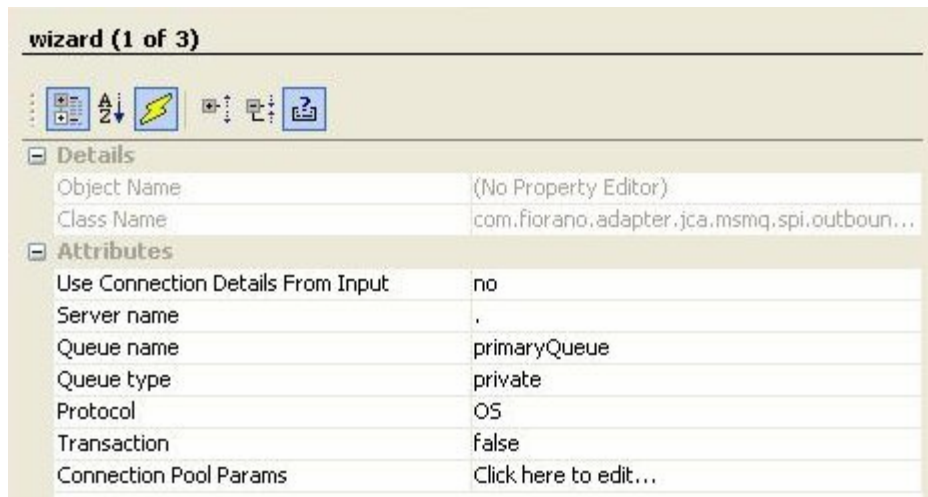 wizard (1 of 3)
Details
Object Name (No Property Editor)
Class Name com.fiorano.adapter.jca.msmq.spi.outboun...
Attributes
Use Connection Details From Input no
Server name .
Queue name primaryQueue
Queue type private
Protocol OS
Transaction false
Connection Pool Params Click here to edit...